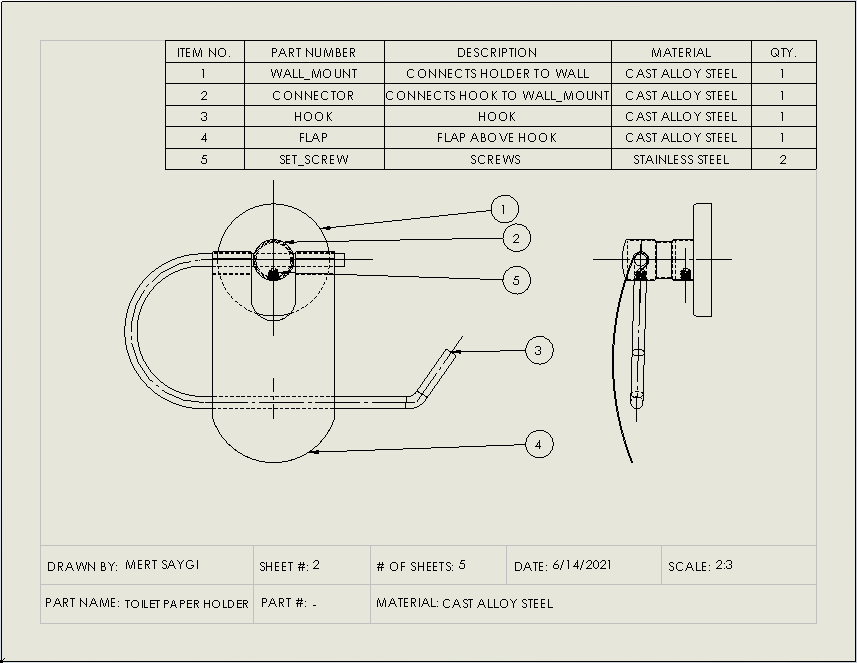 ITEM NO. PART NUMBER DESCRIPTION MATERIAL QTY.
1 WALL_MOUNT CONNECTS HOLDER TO WALL CAST ALLOY STEEL 1
2 CONNECTOR CONNECTS HOOK TO WALL_MOUNT CAST ALLOY STEEL 1
3 HOOK HOOK CAST ALLOY STEEL 1
4 FLAP FLAP ABOVE HOOK CAST ALLOY STEEL 1
5 SET_SCREW SCREWS STAINLESS STEEL 2
1
2
5
3
4
DRAWN BY: MERT SAYGI SHEET #: 2 # OF SHEETS: 5 DATE: 6/14/2021 SCALE: 2:3
PART NAME: TOILET PAPER HOLDER PART #: - MATERIAL: CAST ALLOY STEEL